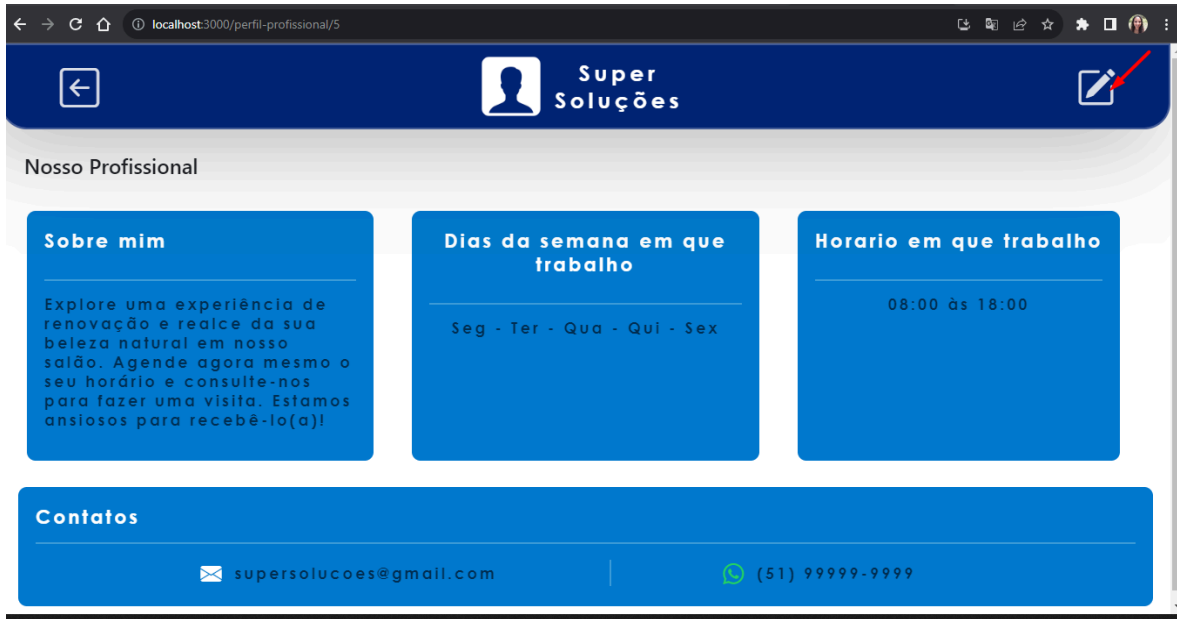 localhost:3000/perfil-profissional/5
Super
Soluções
Nosso Profissional
Sobre mim
Explore uma experiência de
renovação e realce da sua
beleza natural em nosso
salão. Agende agora mesmo o
seu horário e consulte-nos
para fazer uma visita. Estamos
ansiosos para recebê-lo(a)!
Dias da semana em que
trabalho
Seg - Ter - Qua - Qui - Sex
Horario em que trabalho
08:00 às 18:00
Contatos
supersolucoes@gmail.com
(51) 99999-9999